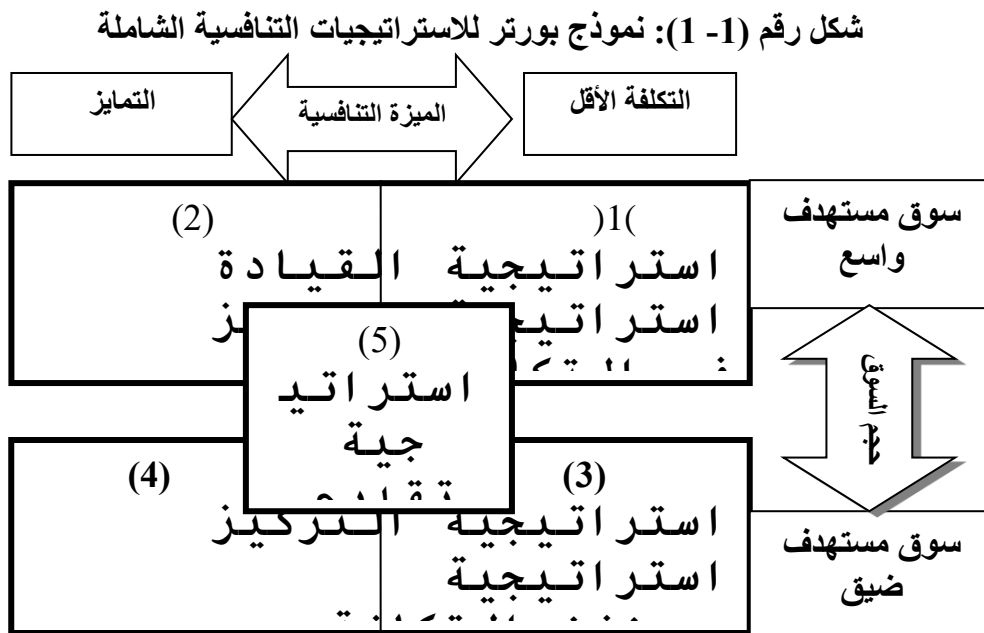 شكل رقم (1- 1): نموذج بورتر للاستراتيجيات التنافسية الشاملة
التكلفة الأقل
الميزة التنافسية
التمايز
سوق مستهدف
واسع
(1)
(2)
استراتيجية القيادة
استراتيجية
(5)
استراتيـ
جية
حجم السوق
(3)
(4)
استراتيجية التركيز
استراتيجية
سوق مستهدف
ضيق